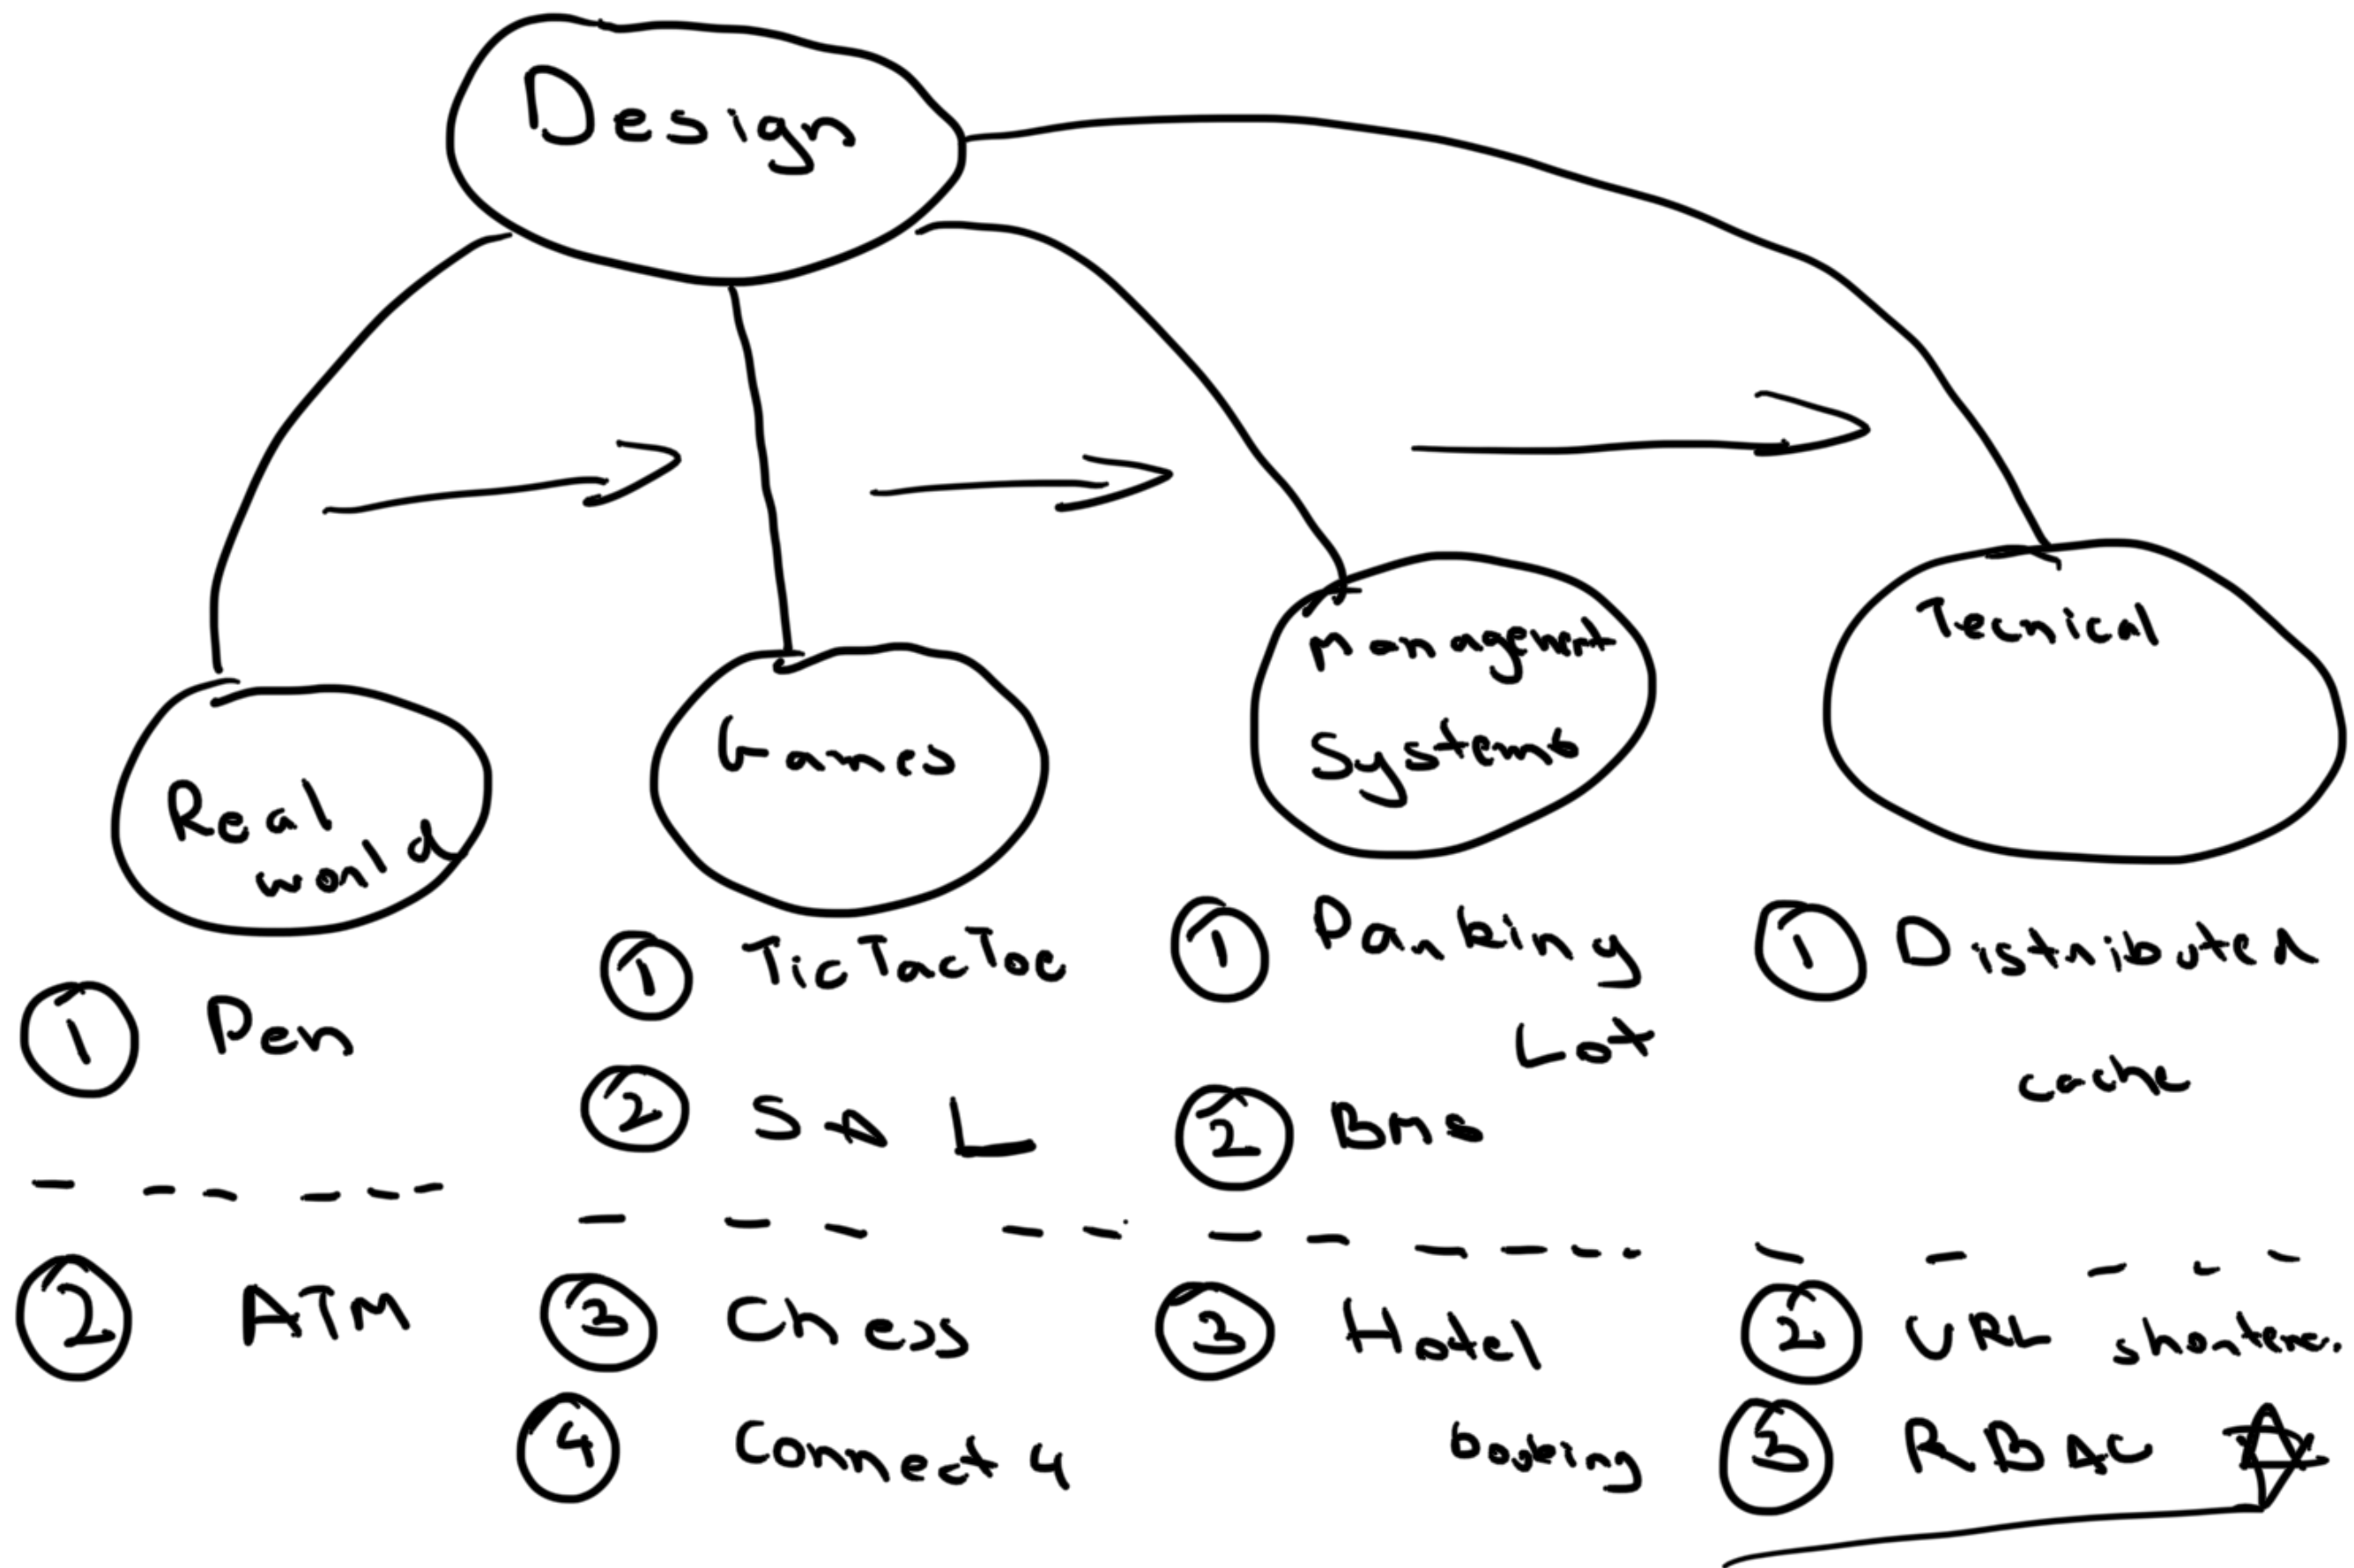 Design
Real
world
Games
Management
Systems
Tecnical
1 Pen
2 ATM
1 TicTacToe
2 S A L
3 Chess
4 Connect 4
1 Parking
Lot
2 BMS
3 Hotel
booking
1 Distributed
cache
2 URL shortener.
3 RBAC